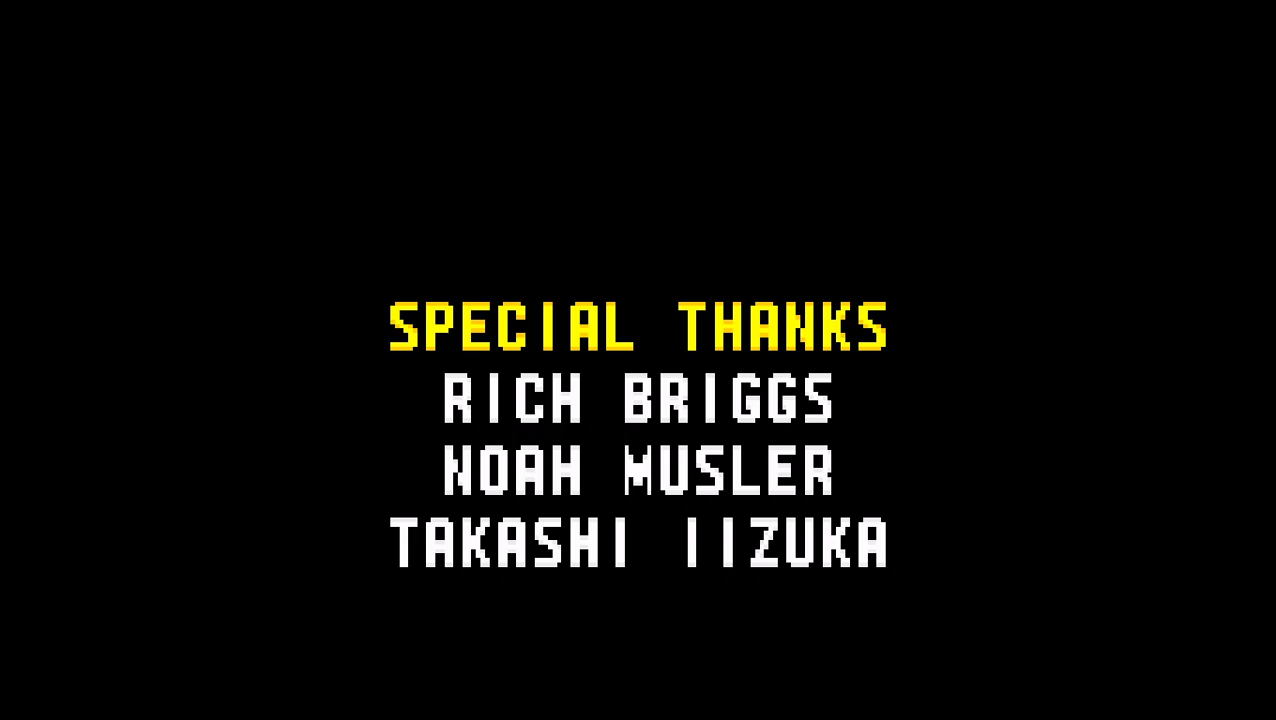 SPECIAL THANKS
RICH BRIGGS
NOAH MUSLER
TAKASHI IIZUKA